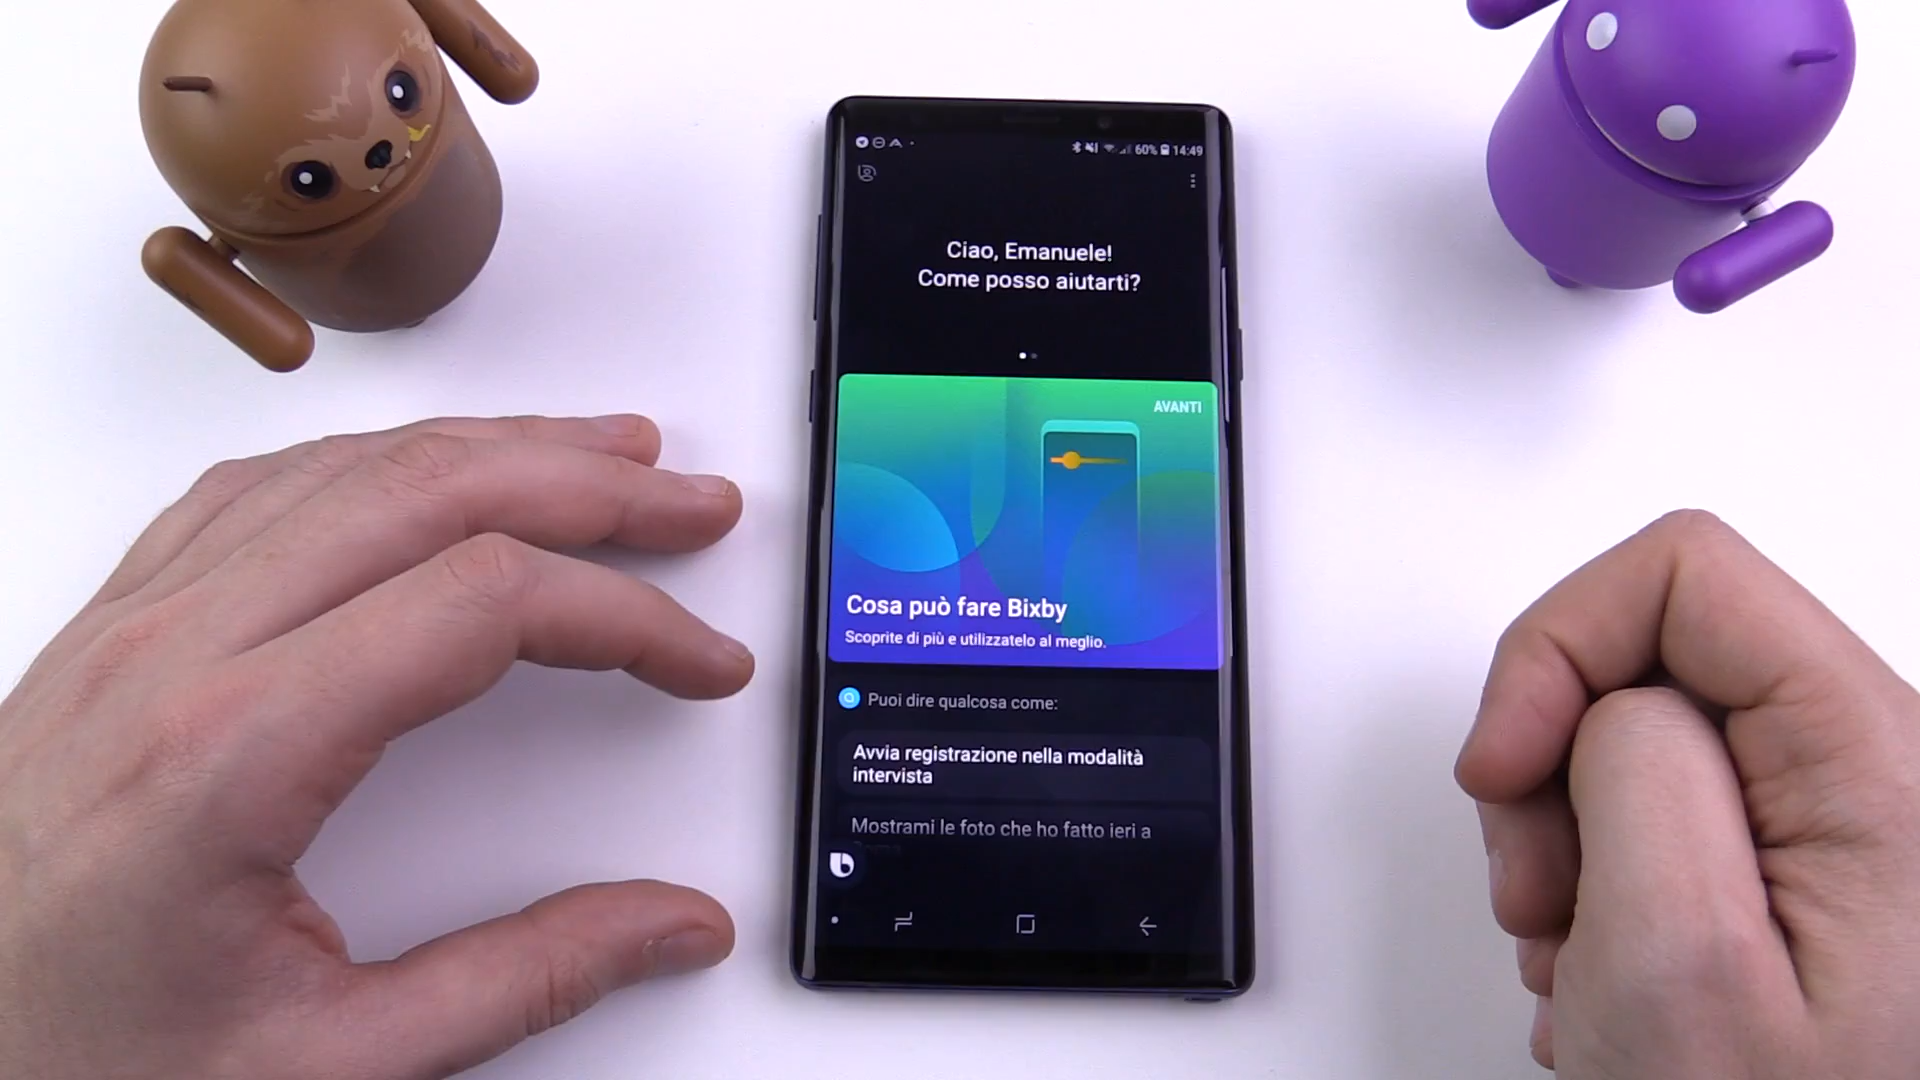 60% 14:49
Ciao, Emanuele!
Come posso aiutarti?
AVANTI
Cosa può fare Bixby
Scoprite di più e utilizzatelo al meglio.
Puoi dire qualcosa come:
Avvia registrazione nella modalità
intervista
Mostrami le foto che ho fatto ieri a